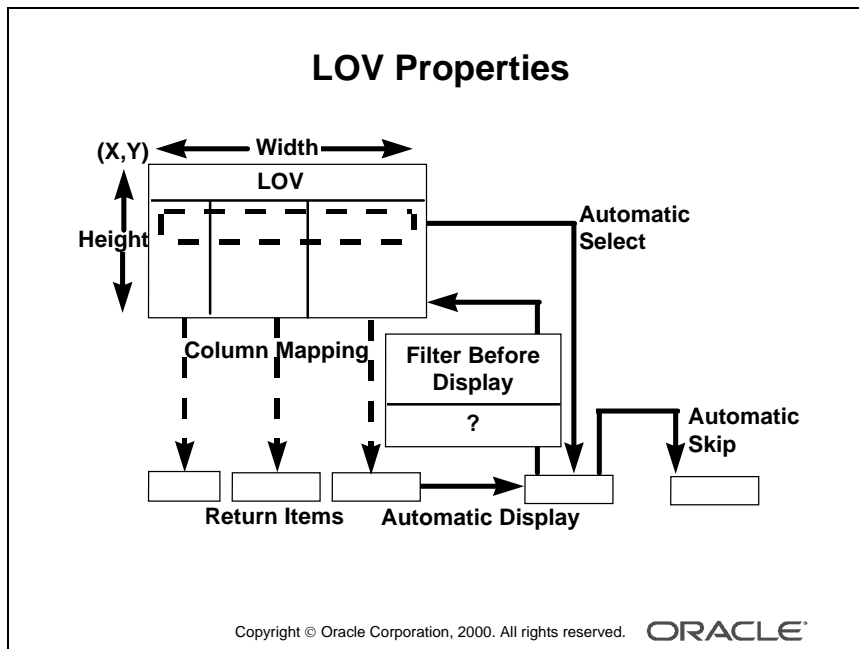 LOV Properties
(X,Y)
Width
LOV
Height
Automatic
Select
Column Mapping
Filter Before
Display
?
Automatic
Skip
Return Items
Automatic Display
Copyright © Oracle Corporation, 2000. All rights reserved.
ORACLE®